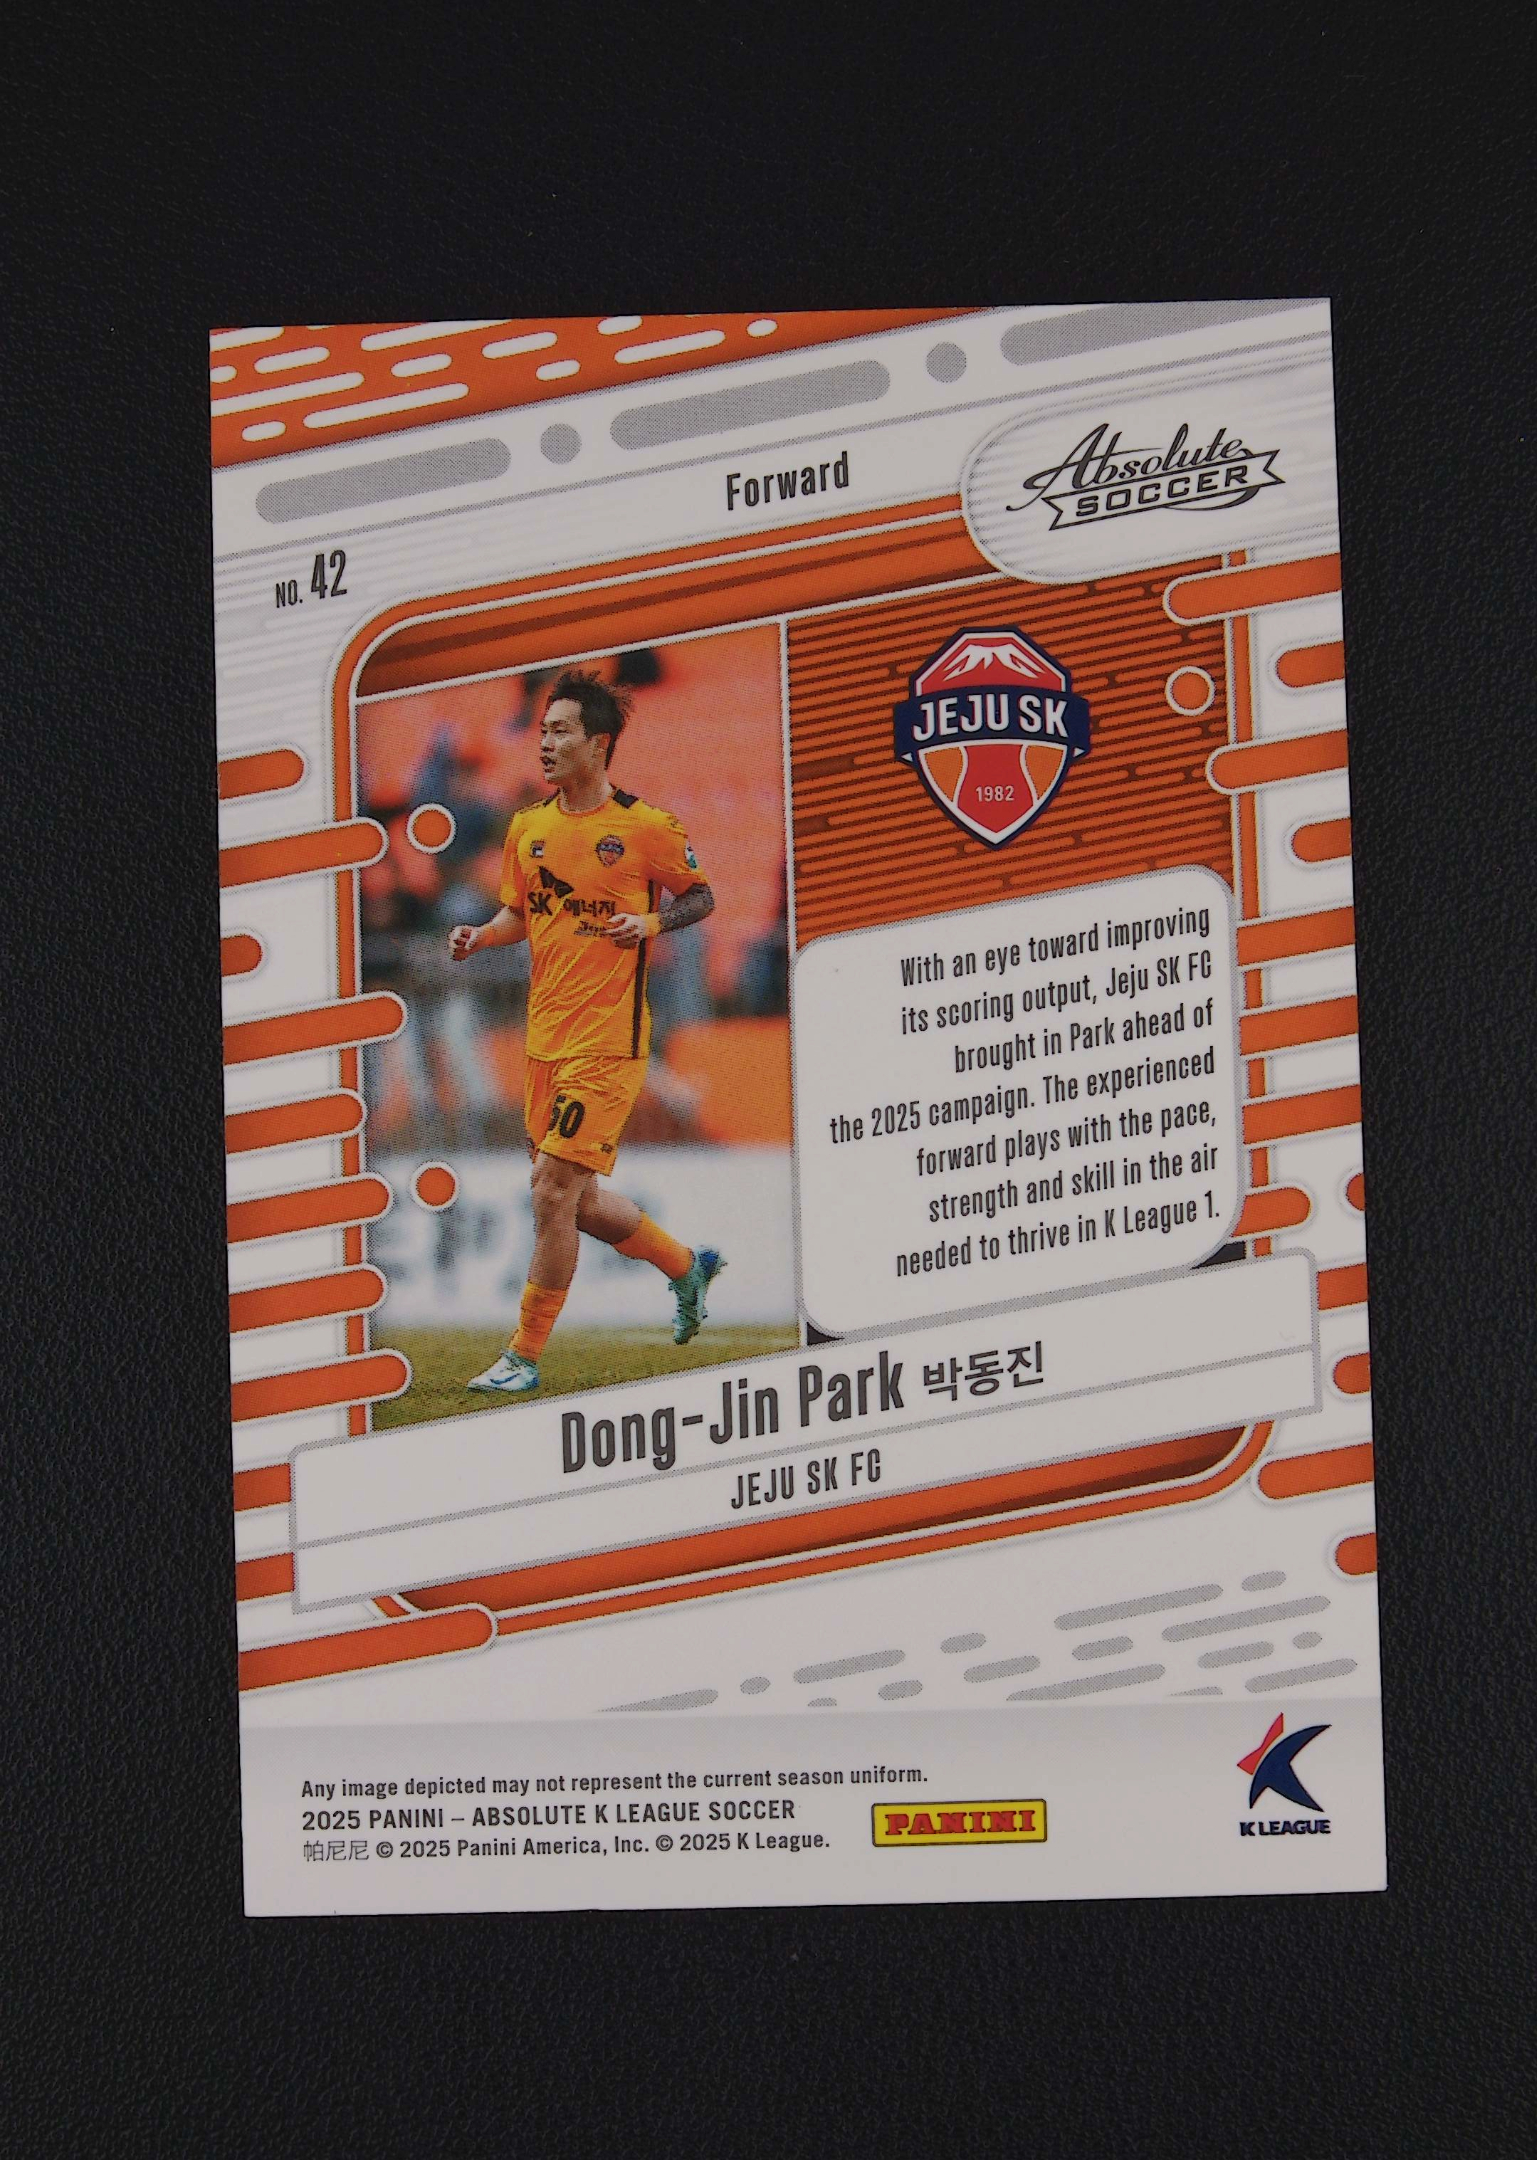 Forward
Absolute
SOCCER
NO. 42
JEJU SK
1982
SK 에너지
50
With an eye toward improving
its scoring output, Jeju SK FC
brought in Park ahead of
the 2025 campaign. The experienced
forward plays with the pace,
strength and skill in the air
needed to thrive in K League 1.
Dong-Jin Park 박동진
JEJU SK FC
Any image depicted may not represent the current season uniform.
2025 PANINI – ABSOLUTE K LEAGUE SOCCER
帕尼尼 © 2025 Panini America, Inc. © 2025 K League.
PANINI
K LEAGUE